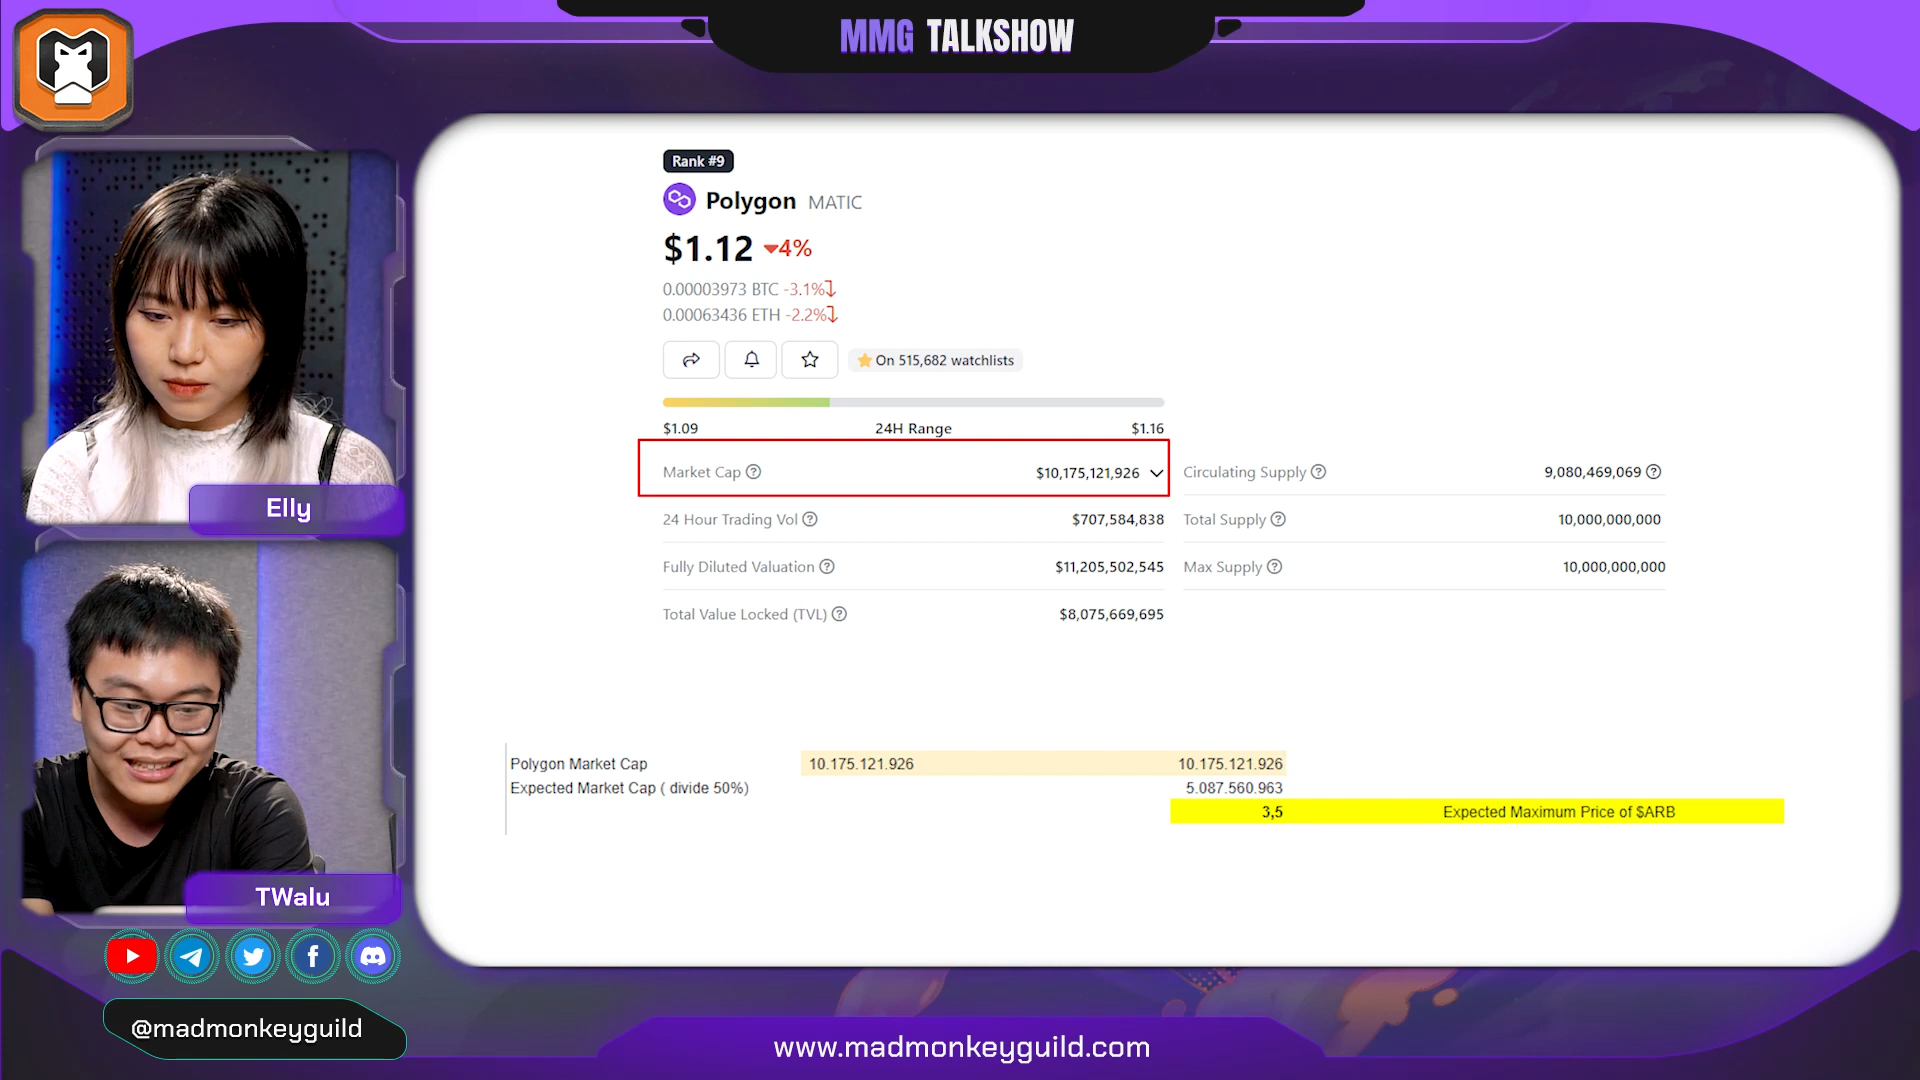 MMG TALKSHOW
Rank #9
Polygon MATIC
$1.12 4%
0.00003973 BTC -3.1%
0.00063436 ETH -2.2%
On 515,682 watchlists
$1.09 24H Range $1.16
Market Cap $10,175,121,926 Circulating Supply 9,080,469,069
24 Hour Trading Vol $707,584,838 Total Supply 10,000,000,000
Fully Diluted Valuation $11,205,502,545 Max Supply 10,000,000,000
Total Value Locked (TVL) $8,075,669,695
Polygon Market Cap 10.175.121.926 10.175.121.926
Expected Market Cap ( divide 50%) 5.087.560.963
3,5 Expected Maximum Price of $ARB
Elly
TWalu
@madmonkeyguild
www.madmonkeyguild.com